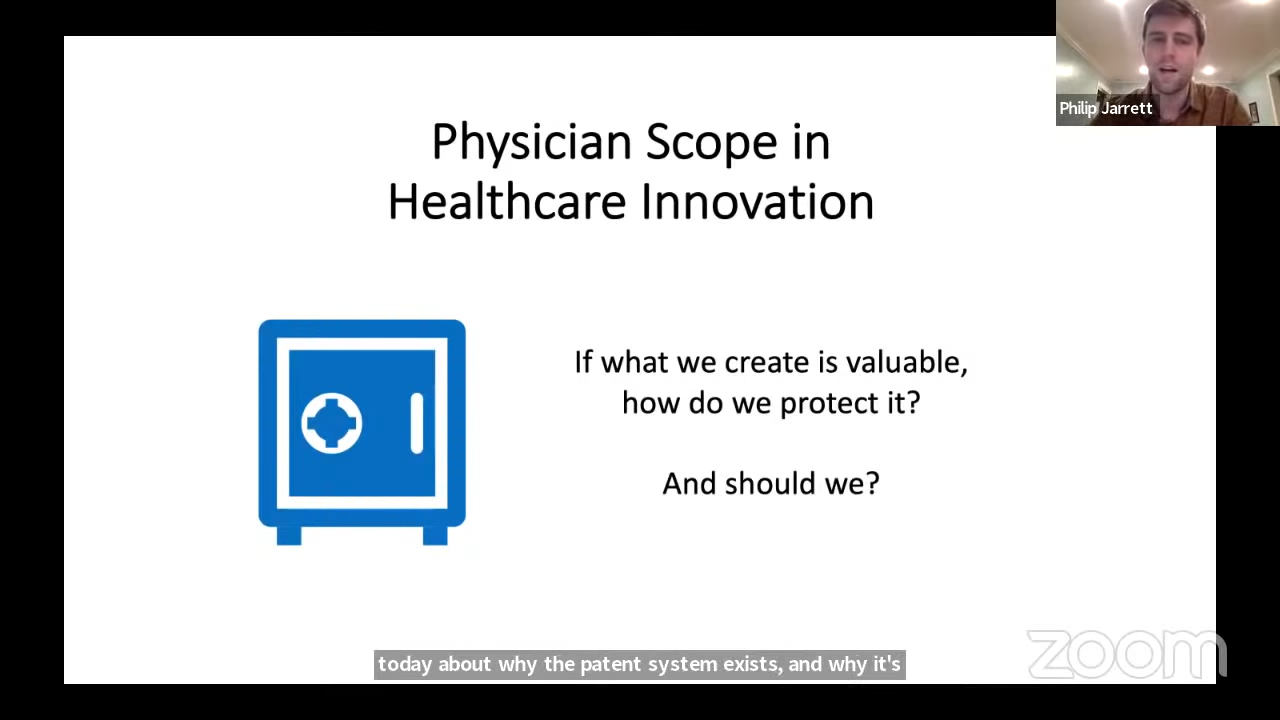 Philip Jarrett
Physician Scope in
Healthcare Innovation
If what we create is valuable,
how do we protect it?
And should we?
today about why the patent system exists, and why it's
zoom